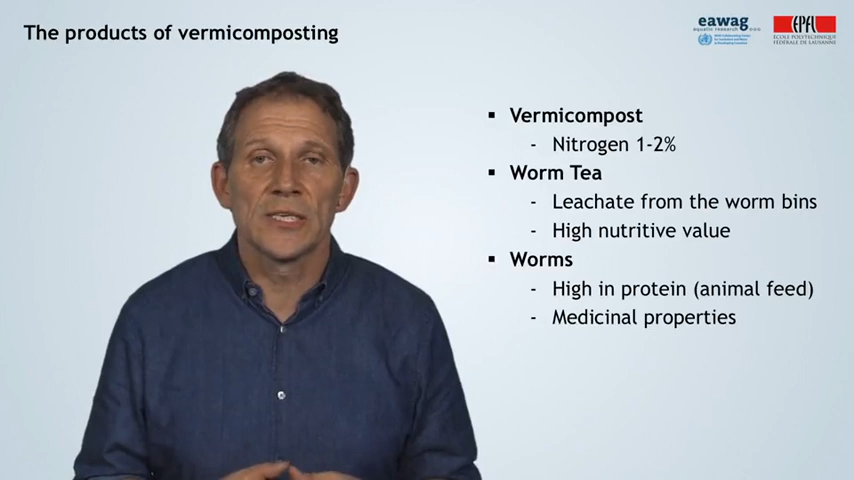 The products of vermicomposting
eawag
aquatic research
EPFL
ÉCOLE POLYTECHNIQUE
FÉDÉRALE DE LAUSANNE
▪ Vermicompost
- Nitrogen 1-2%
▪ Worm Tea
- Leachate from the worm bins
- High nutritive value
▪ Worms
- High in protein (animal feed)
- Medicinal properties